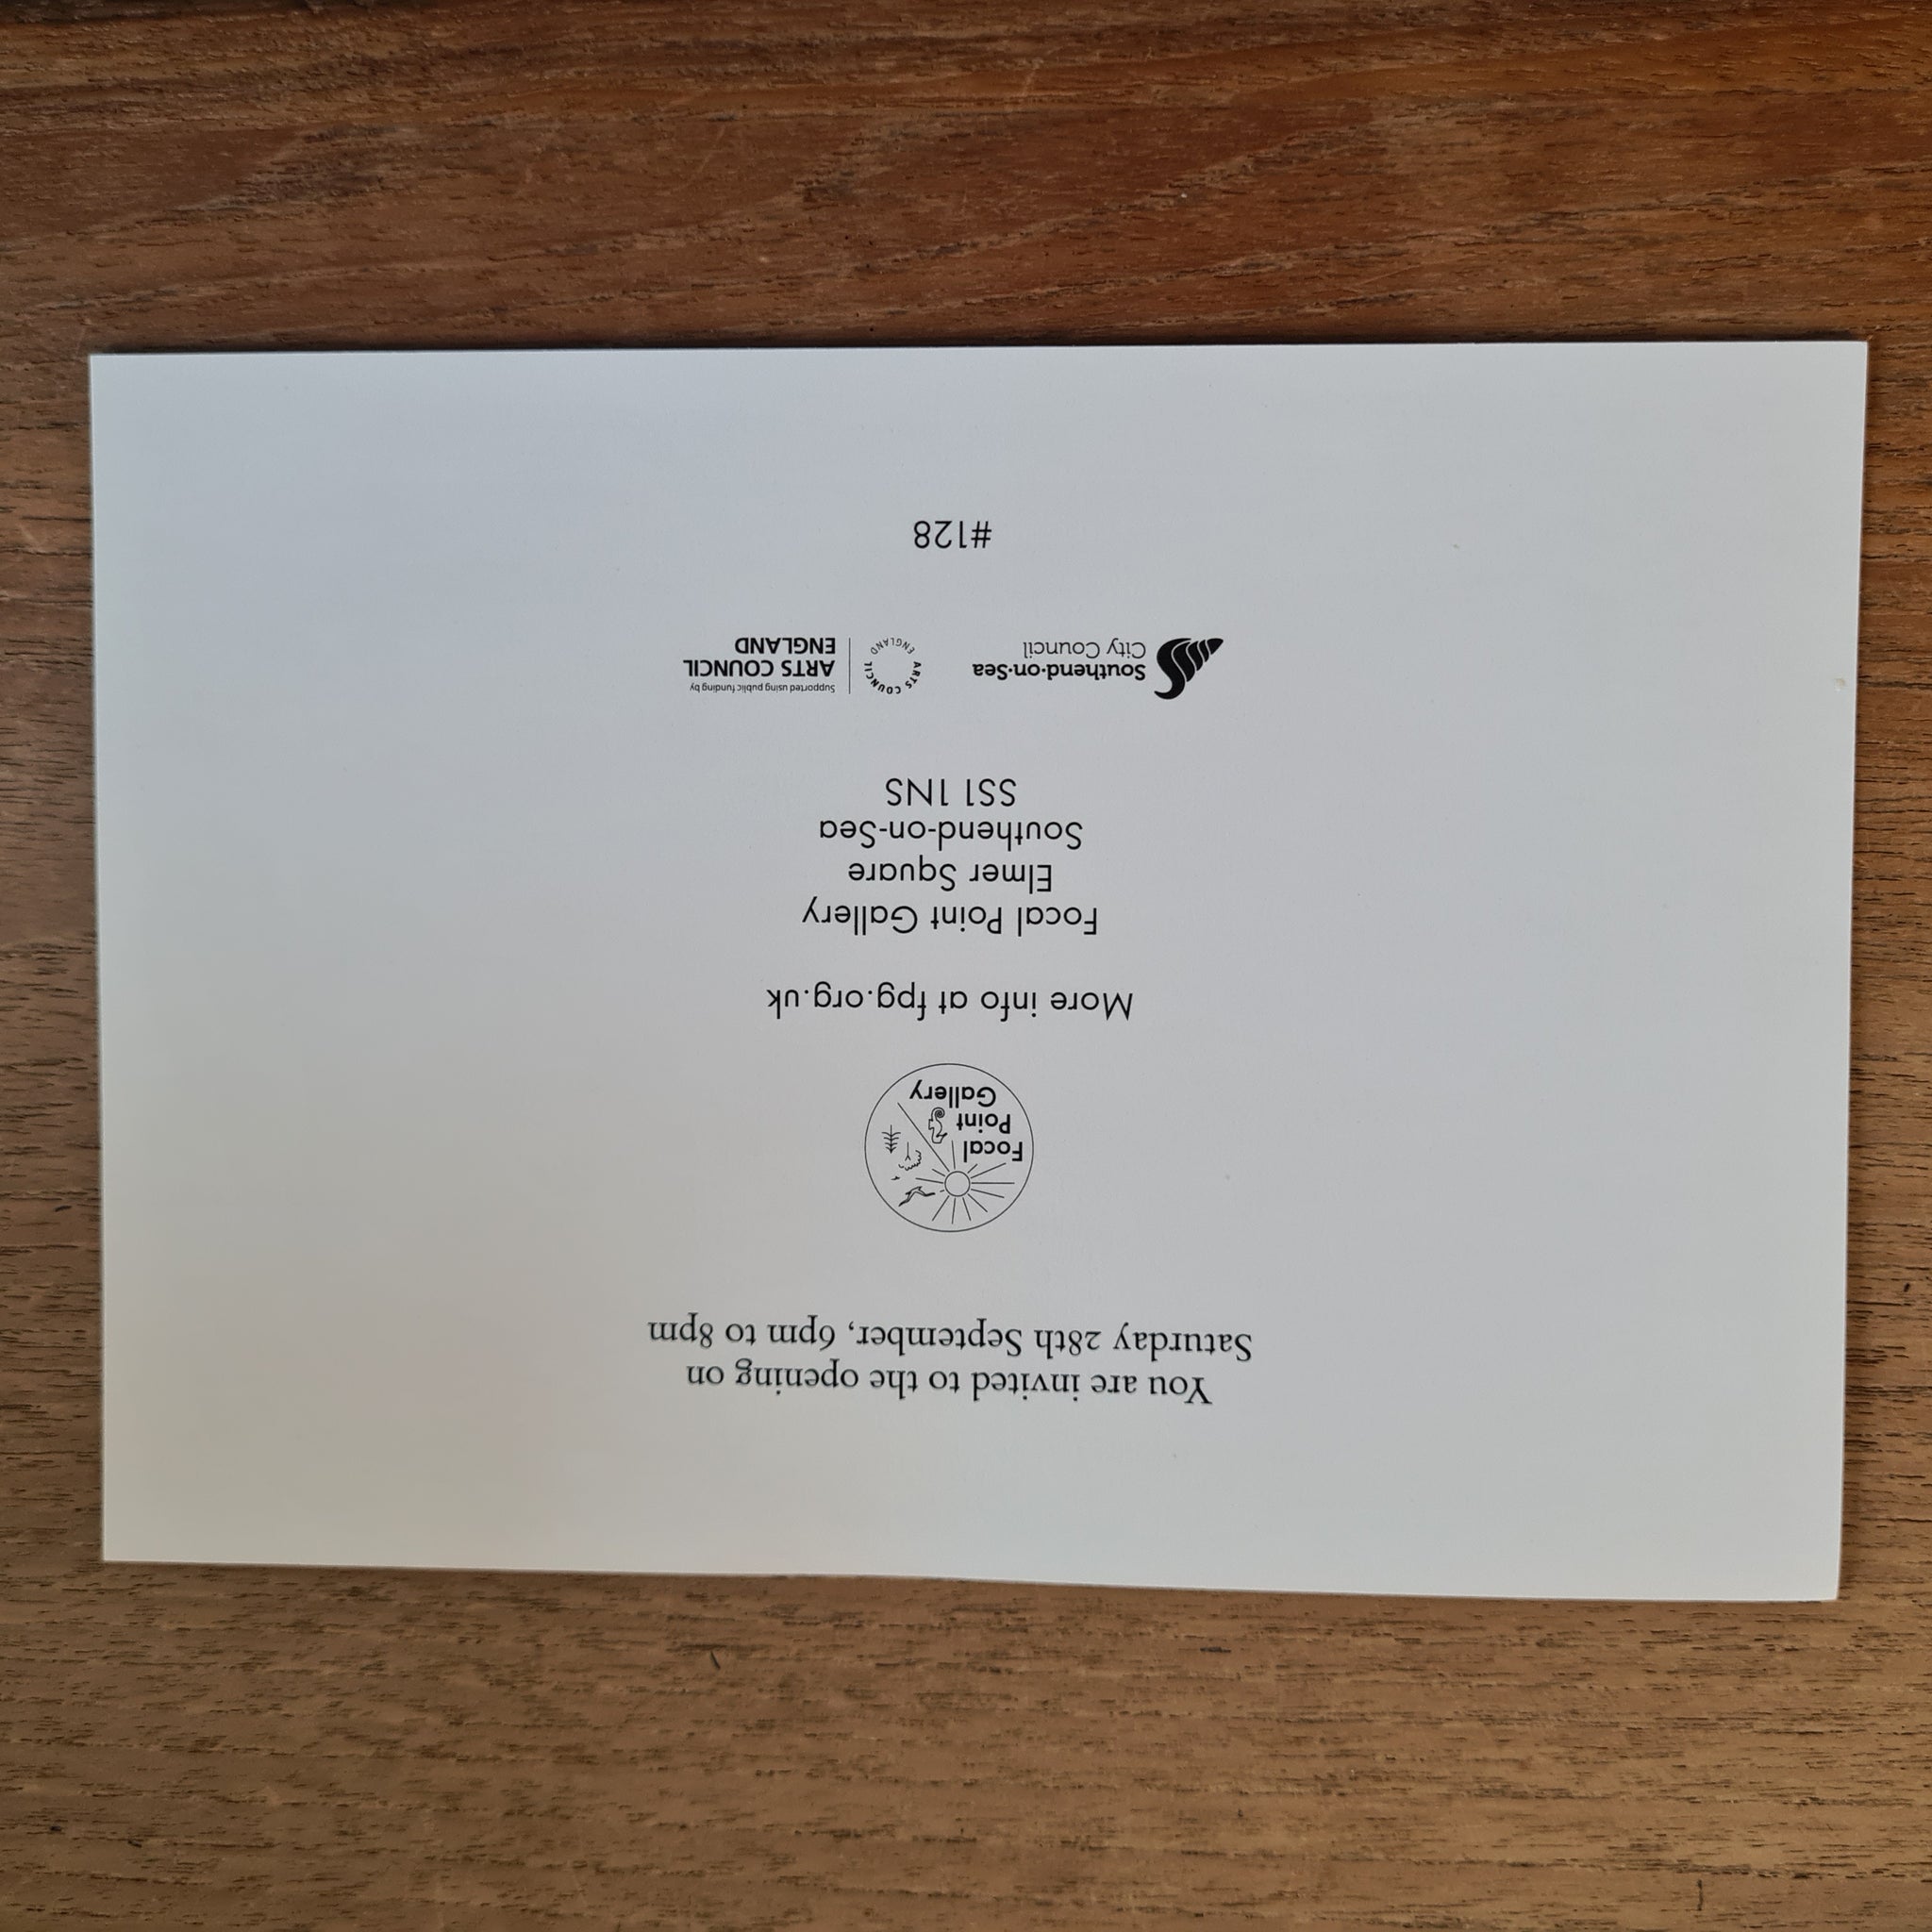 You are invited to the opening on
Saturday 28th September, 6pm to 8pm
Focal
Point
Gallery
More info at fpg.org.uk
Focal Point Gallery
Elmer Square
Southend-on-Sea
SS1 1NS
Southend-on-Sea
City Council
ARTS COUNCIL
ENGLAND
Supported using public funding by
ARTS COUNCIL
ENGLAND
#128